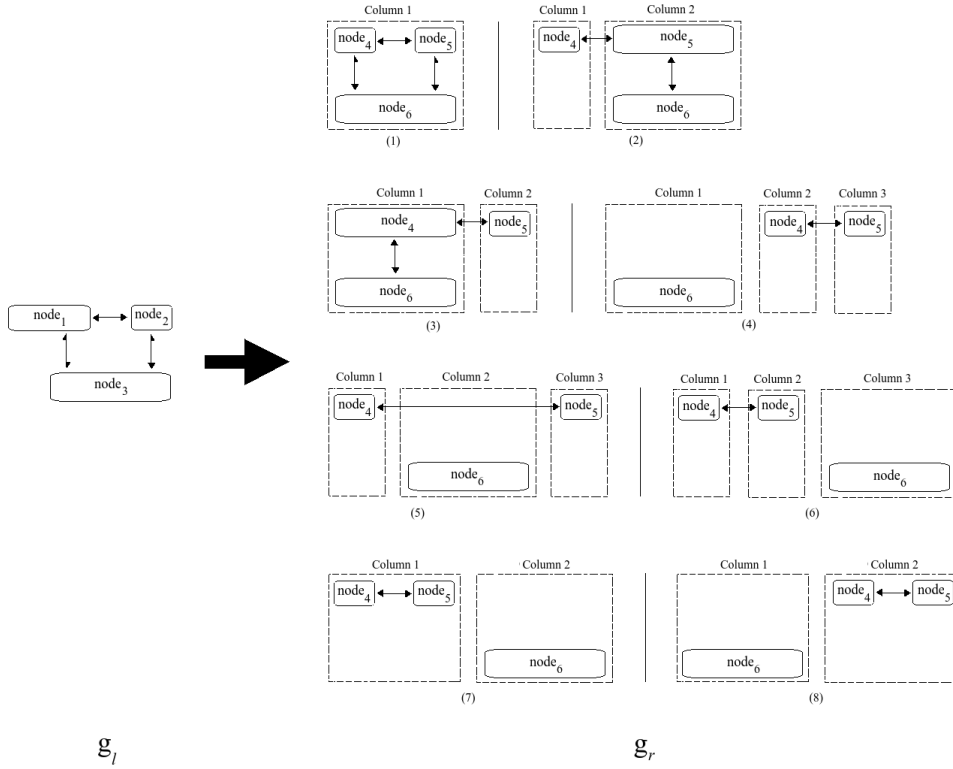 Column 1 Column 2
Column 1
node4 node5 node4 node5
node6 node6
(1) (2)
Column 1 Column 2 Column 1 Column 2 Column 3
node4 node5 node4 node5
node6 node6
(3) (4)
node1 node2
node3
Column 1 Column 2 Column 3 Column 1 Column 2 Column 3
node4 node5 node4 node5
node6 node6
(5) (6)
Column 1 Column 2 Column 1 Column 2
node4 node5 node4 node5
node6 node6
(7) (8)
gl gr